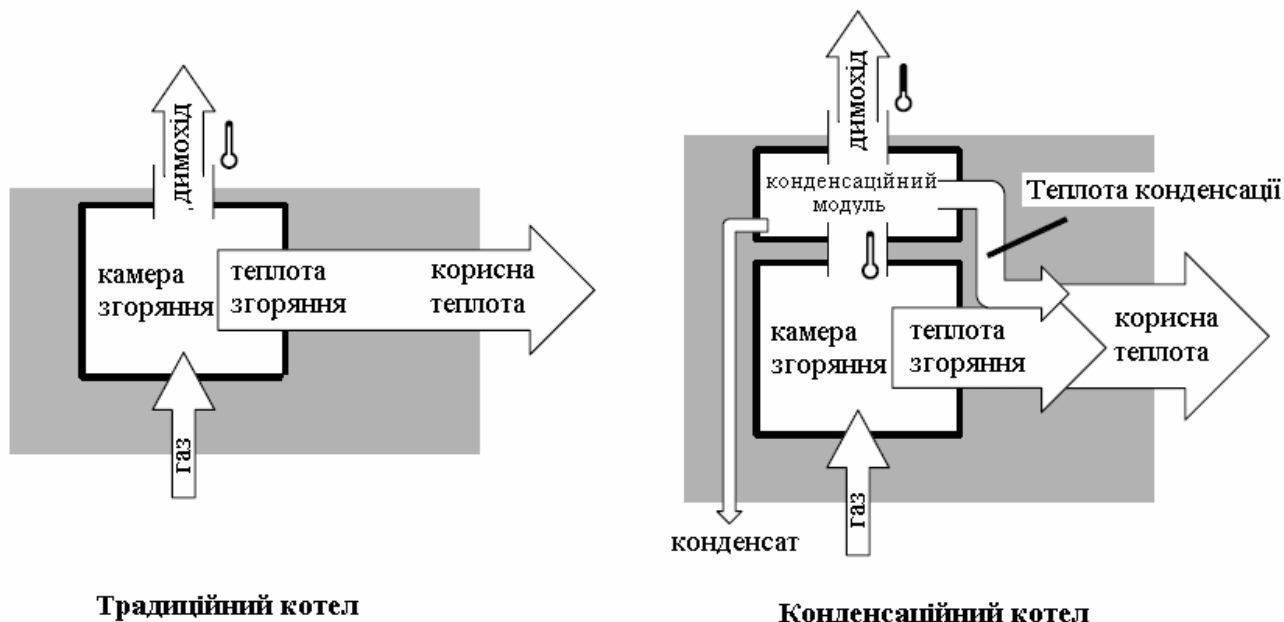 димохід
камера
згоряння
теплота
згоряння
корисна
теплота
газ
Традиційний котел
димохід
конденсаційний
модуль
Теплота конденсації
камера
згоряння
теплота
згоряння
корисна
теплота
газ
конденсат
Конденсаційний котел